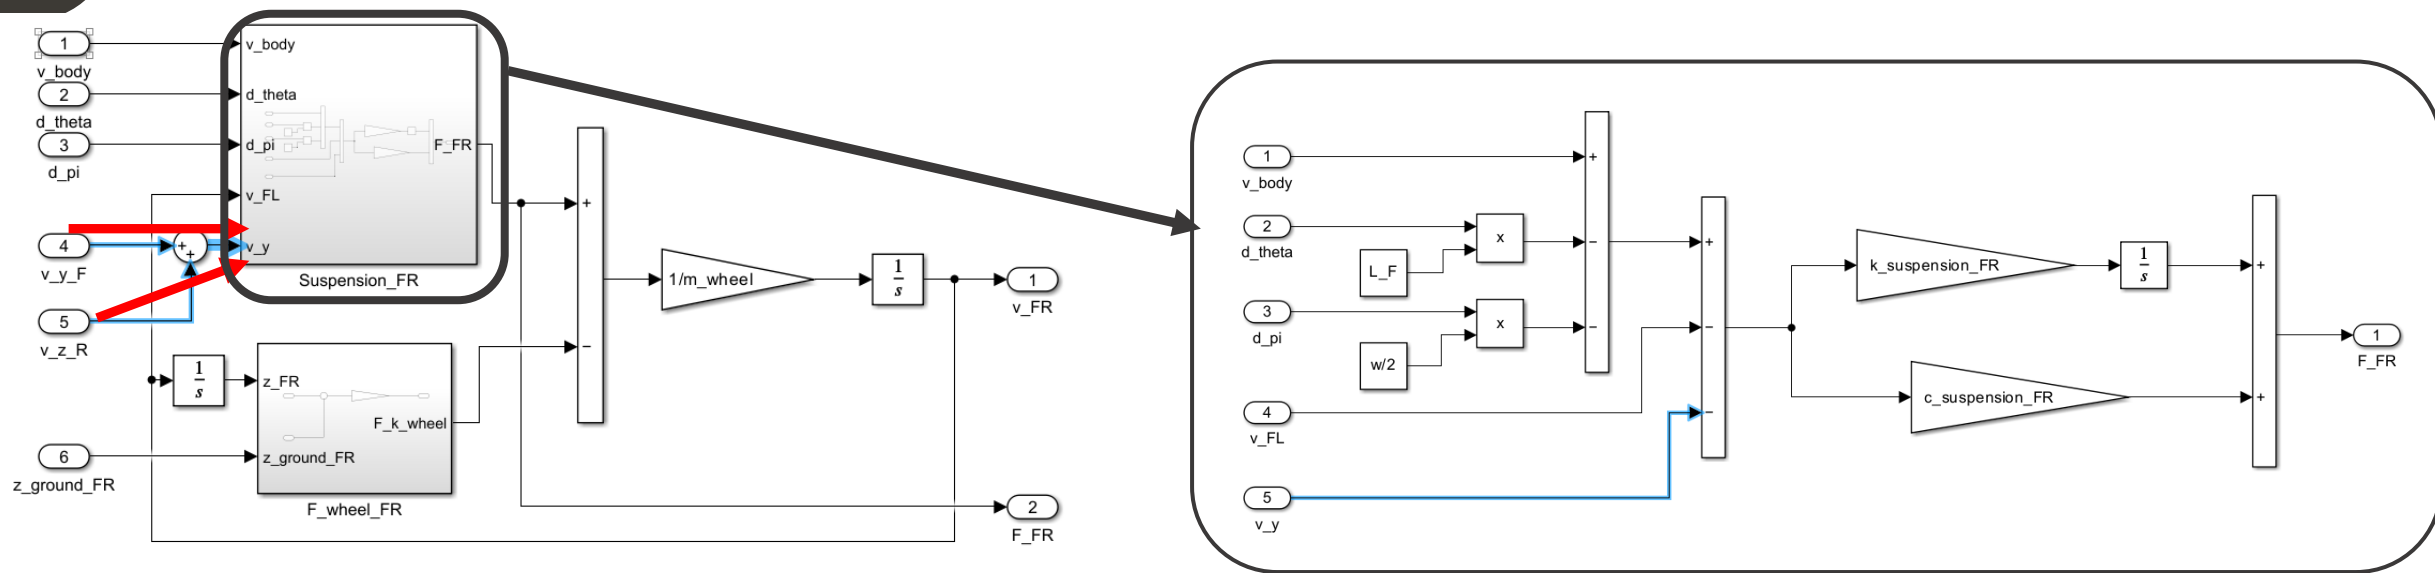 1
v_body
2
d_theta
3
d_pi
4
v_y_F
5
v_z_R
6
z_ground_FR
v_body
d_theta
d_pi
v_FL
v_y
F_FR
Suspension_FR
+
+
1
s
z_FR
z_ground_FR
F_k_wheel
F_wheel_FR
+
−
1/m_wheel
1
s
1
v_FR
2
F_FR
1
v_body
2
d_theta
L_F
x
3
d_pi
w/2
x
4
v_FL
5
v_y
+
−
−
+
−
−
k_suspension_FR
1
s
c_suspension_FR
+
+
1
F_FR